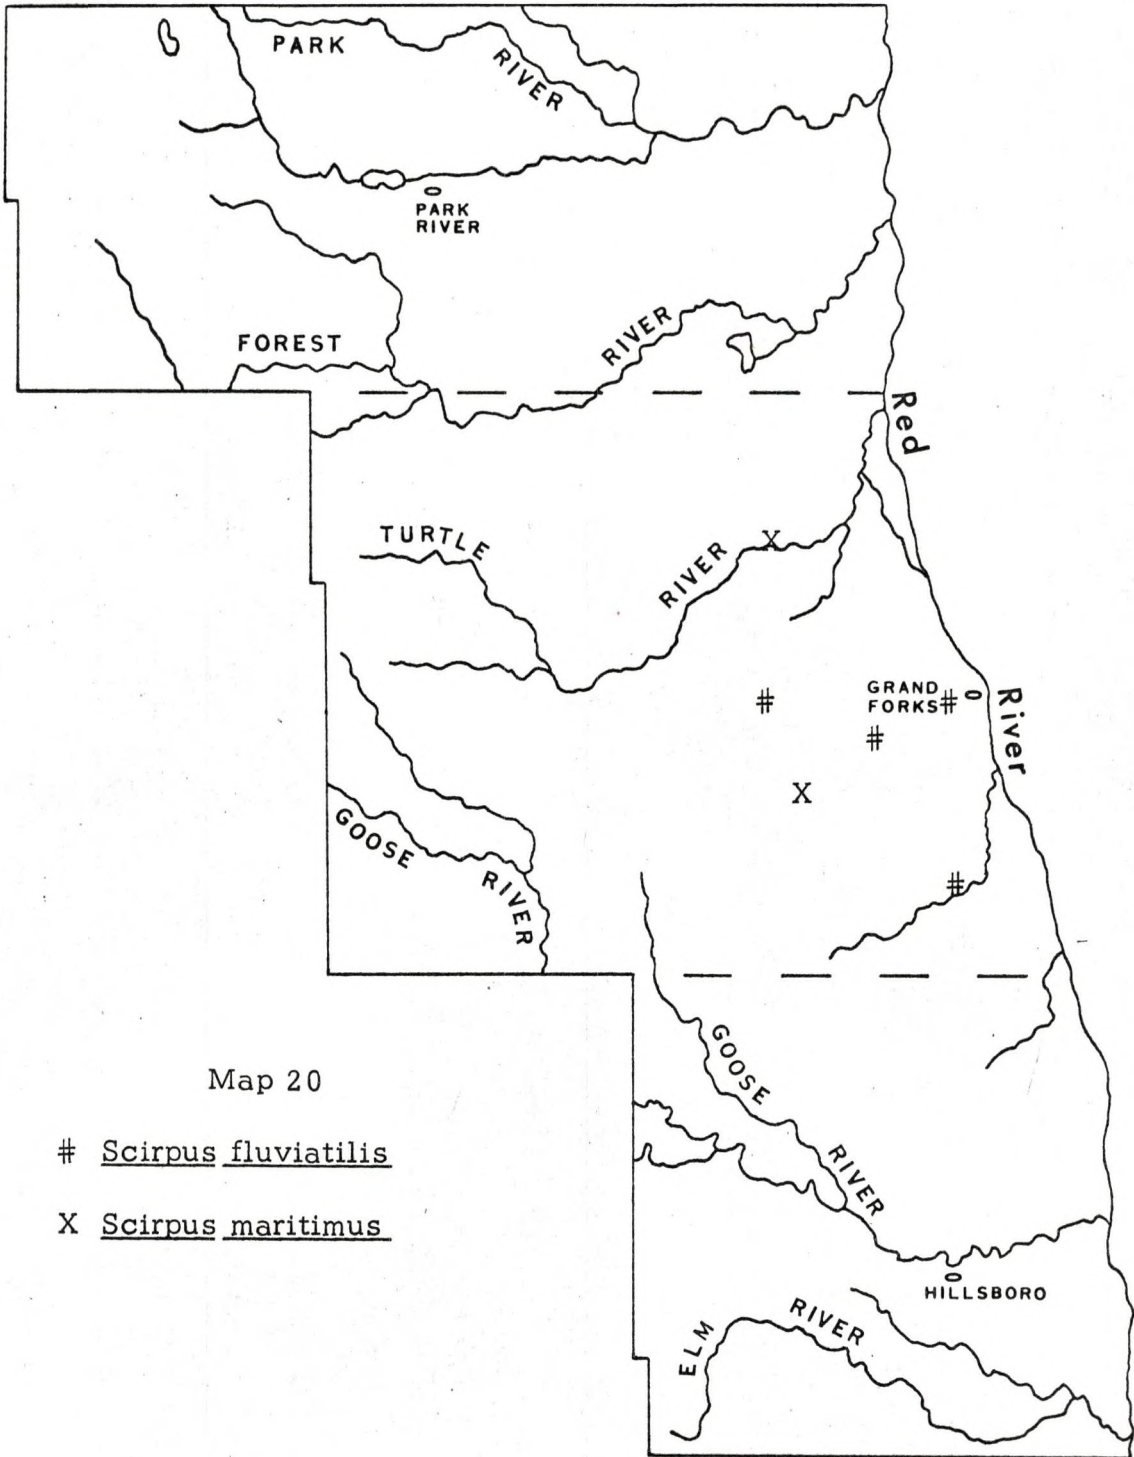 PARK
RIVER
PARK
RIVER
FOREST
RIVER
Red
TURTLE
RIVER
X
#
GRAND
FORKS #
#
River
X
GOOSE
RIVER
#
GOOSE
RIVER
HILLSBORO
ELM
RIVER
Map 20
# Scirpus fluviatilis
X Scirpus maritimus